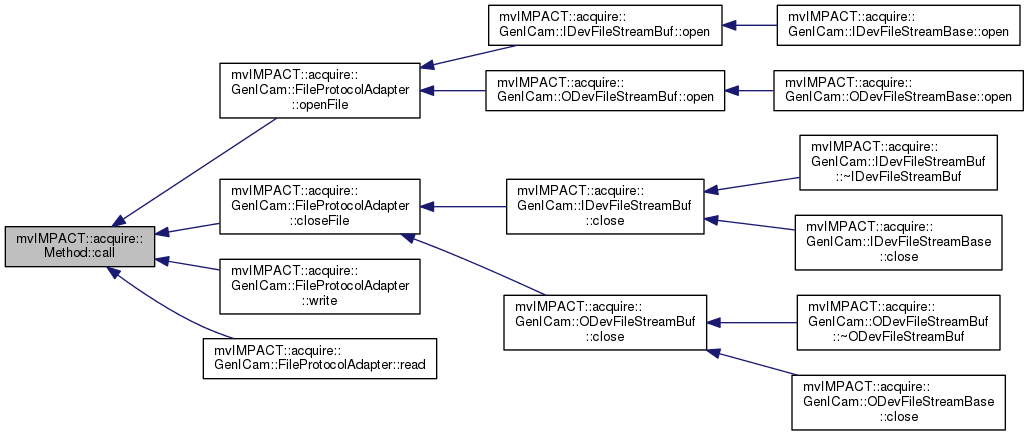 mvIMPACT::acquire::
Method::call
mvIMPACT::acquire::
GenICam::FileProtocolAdapter
::openFile
mvIMPACT::acquire::
GenICam::IDevFileStreamBuf::open
mvIMPACT::acquire::
GenICam::IDevFileStreamBase::open
mvIMPACT::acquire::
GenICam::ODevFileStreamBuf::open
mvIMPACT::acquire::
GenICam::ODevFileStreamBase::open
mvIMPACT::acquire::
GenICam::FileProtocolAdapter
::closeFile
mvIMPACT::acquire::
GenICam::IDevFileStreamBuf
::close
mvIMPACT::acquire::
GenICam::IDevFileStreamBuf
::~IDevFileStreamBuf
mvIMPACT::acquire::
GenICam::IDevFileStreamBase
::close
mvIMPACT::acquire::
GenICam::ODevFileStreamBuf
::close
mvIMPACT::acquire::
GenICam::ODevFileStreamBuf
::~ODevFileStreamBuf
mvIMPACT::acquire::
GenICam::ODevFileStreamBase
::close
mvIMPACT::acquire::
GenICam::FileProtocolAdapter
::write
mvIMPACT::acquire::
GenICam::FileProtocolAdapter::read